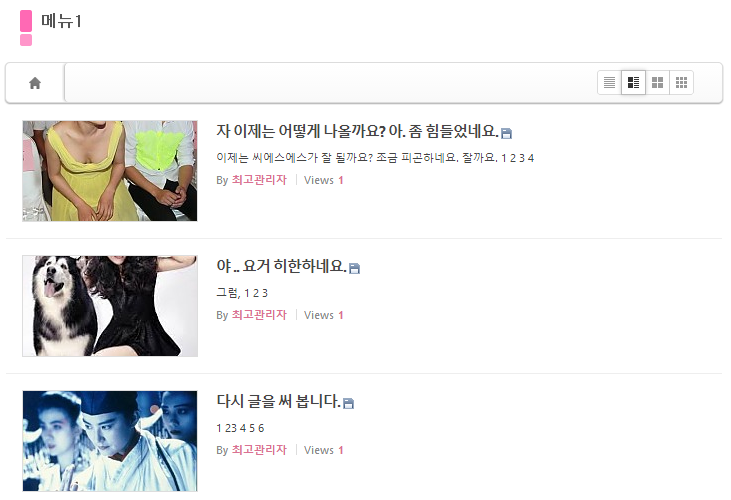 메뉴1
자 이제는 어떻게 나올까요? 아. 좀 힘들었네요.
이제는 씨에스에스가 잘 될까요? 조금 피곤하네요. 잘까요. 1 2 3 4
By 최고관리자 Views 1
야 .. 요거 히한하네요.
그럼, 1 2 3
By 최고관리자 Views 1
다시 글을 써 봅니다.
1 23 4 5 6
By 최고관리자 Views 1